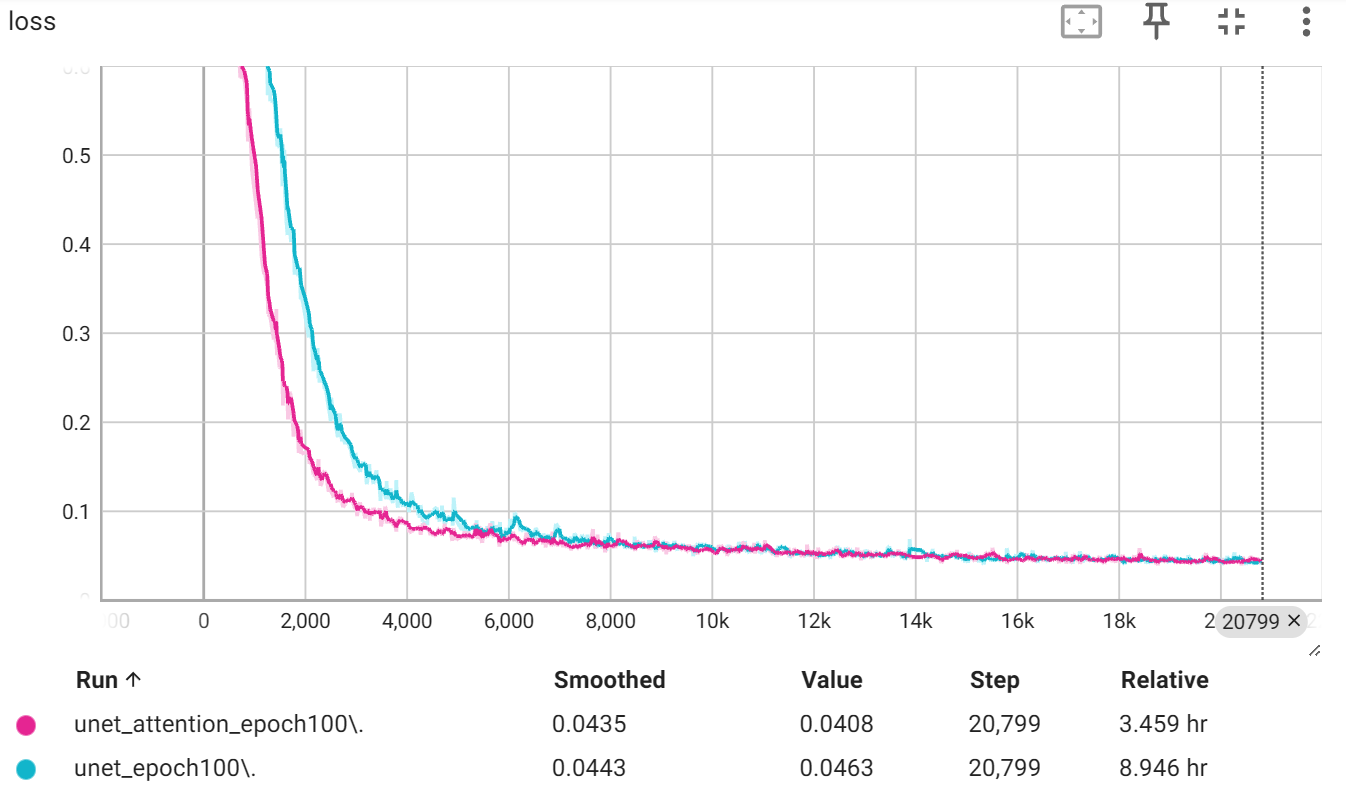 loss
0.5
0.4
0.3
0.2
0.1
0 2,000 4,000 6,000 8,000 10k 12k 14k 16k 18k 20799 ×
Run ↑ Smoothed Value Step Relative
unet_attention_epoch100\. 0.0435 0.0408 20,799 3.459 hr
unet_epoch100\. 0.0443 0.0463 20,799 8.946 hr